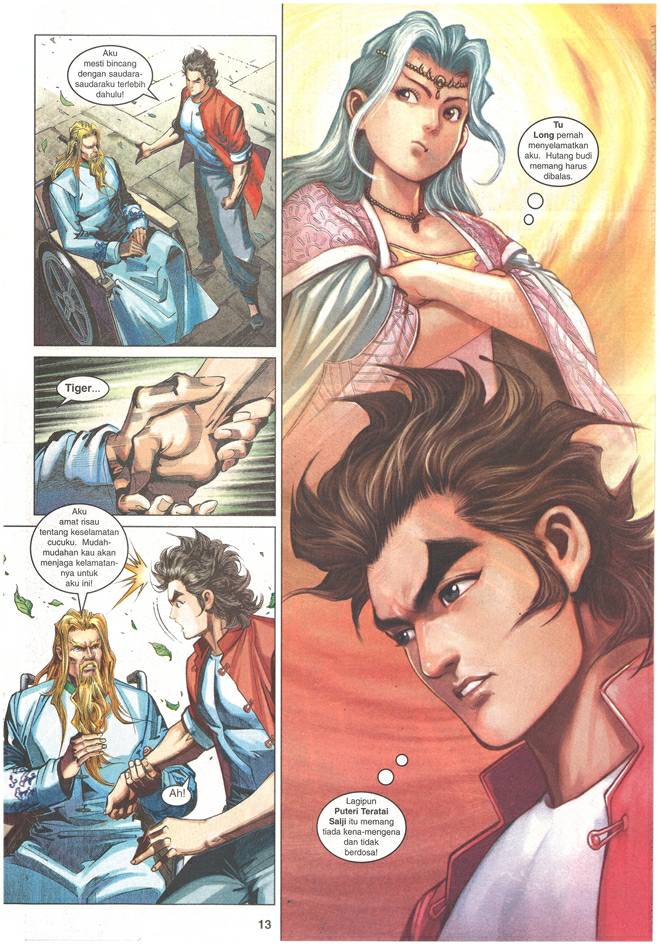 Aku
mesti bincang
dengan saudara-
saudaraku terlebih
dahulu!
Tiger...
Aku
amat risau
tentang keselamatan
cucuku. Mudah-
mudahan kau akan
menjaga kelamatan-
nya untuk
aku ini!
Ah!
Tu
Long pernah
menyelamatkan
aku. Hutang budi
memang harus
dibalas.
Lagipun
Puteri Teratai
Salji itu memang
tiada kena-mengena
dan tidak
berdosa!
13